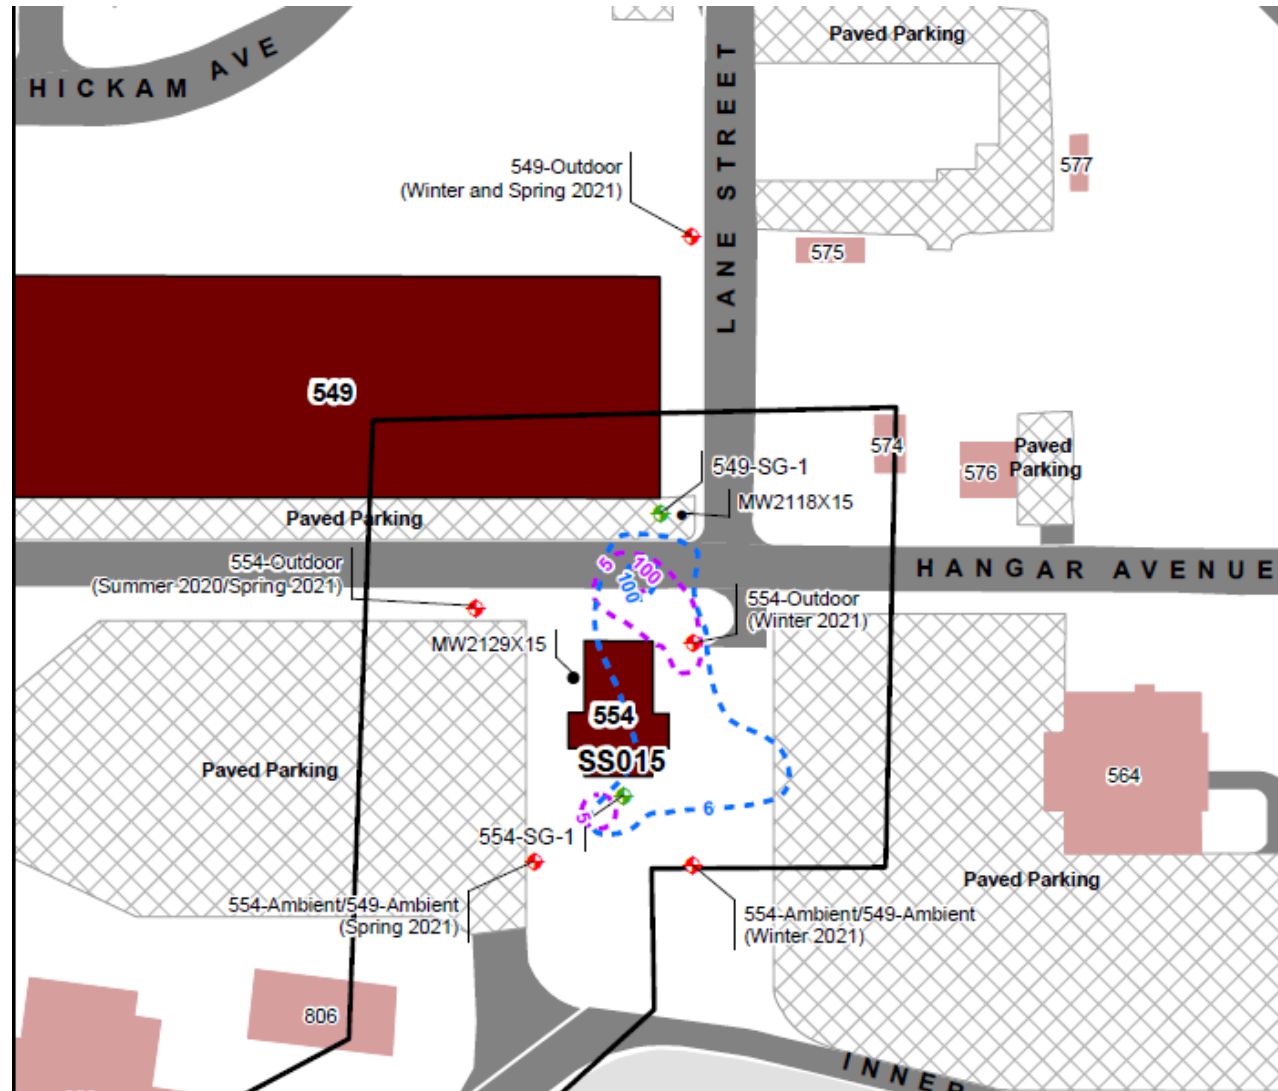 Paved Parking
HICKAM AVE
LANE STREET
549-Outdoor
(Winter and Spring 2021)
577
575
549
574
576
Paved
Parking
549-SG-1
MW2118X15
Paved Parking
554-Outdoor
(Summer 2020/Spring 2021)
5
100
100
HANGAR AVENUE
554-Outdoor
(Winter 2021)
MW2129X15
554
SS015
Paved Parking
564
5
6
554-SG-1
Paved Parking
554-Ambient/549-Ambient
(Spring 2021)
554-Ambient/549-Ambient
(Winter 2021)
806
INNER